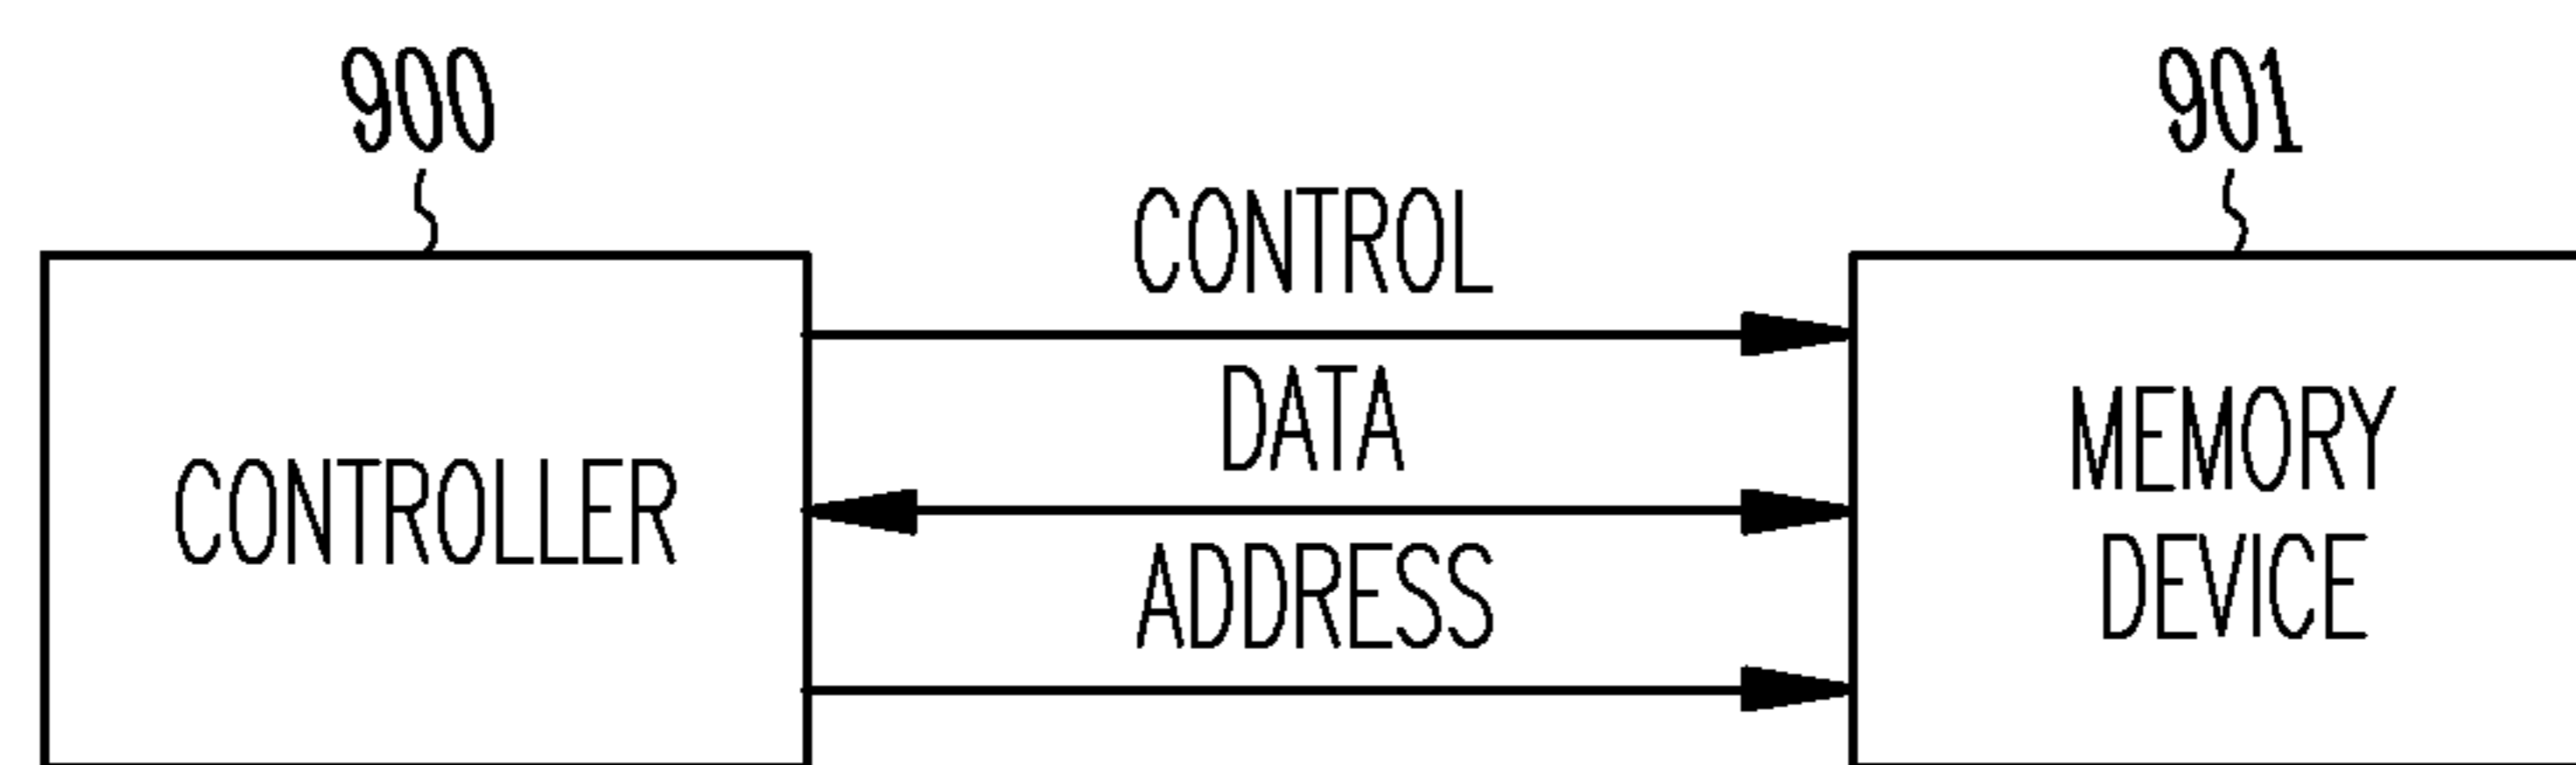 900
901
CONTROL
DATA
ADDRESS
CONTROLLER
MEMORY
DEVICE